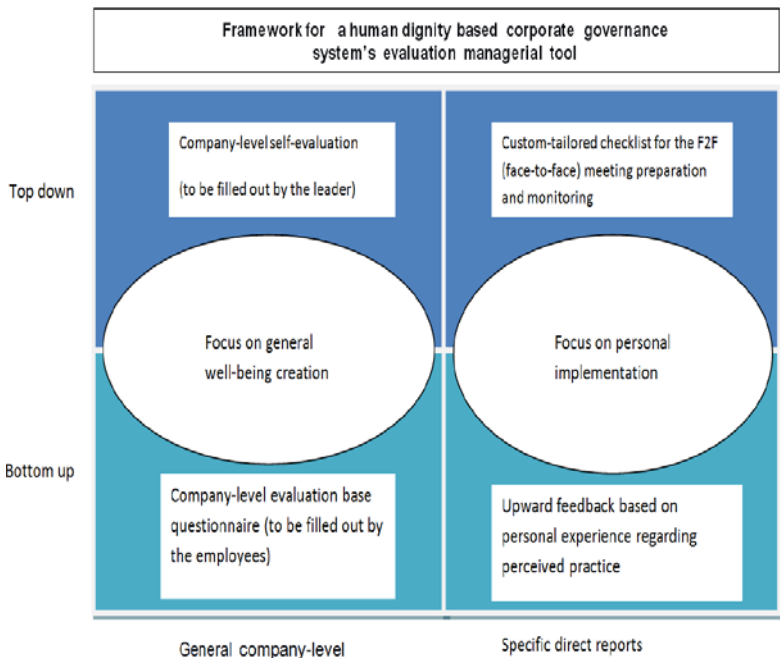 Framework for a human dignity based corporate governance
system's evaluation managerial tool
Top down
Company-level self-evaluation
(to be filled out by the leader)
Custom-tailored checklist for the F2F
(face-to-face) meeting preparation
and monitoring
Focus on general
well-being creation
Focus on personal
implementation
Bottom up
Company-level evaluation base
questionnaire (to be filled out by
the employees)
Upward feedback based on
personal experience regarding
perceived practice
General company-level
Specific direct reports